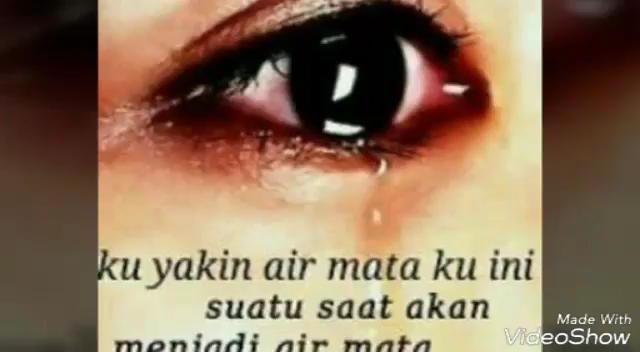 ku yakin air mata ku ini
suatu saat akan
menjadi air mata
Made With
VideoShow